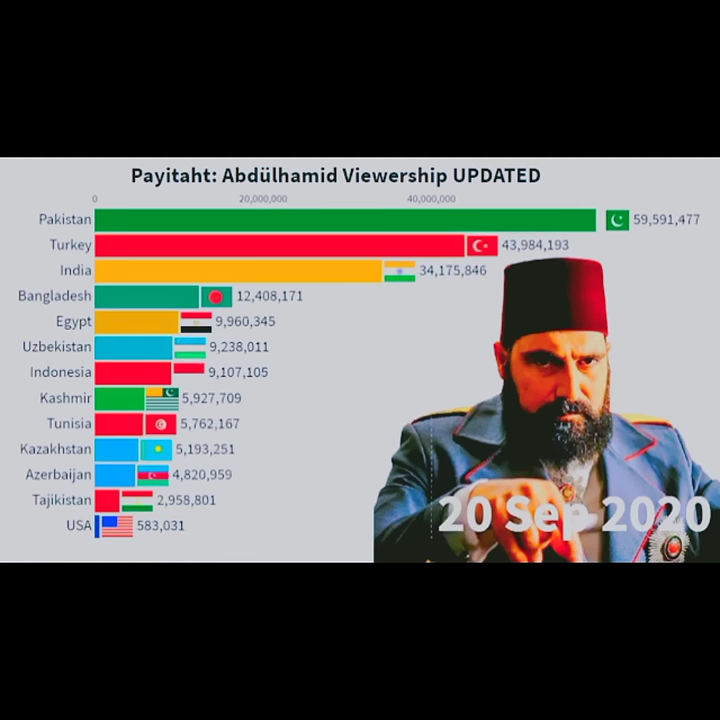 Payitaht: Abdülhamid Viewership UPDATED
0 20,000,000 40,000,000
Pakistan 59,591,477
Turkey 43,984,193
India 34,175,846
Bangladesh 12,408,171
Egypt 9,960,345
Uzbekistan 9,238,011
Indonesia 9,107,105
Kashmir 5,927,709
Tunisia 5,762,167
Kazakhstan 5,193,251
Azerbaijan 4,820,959
Tajikistan 2,958,801
USA 583,031
20 Sep 2020